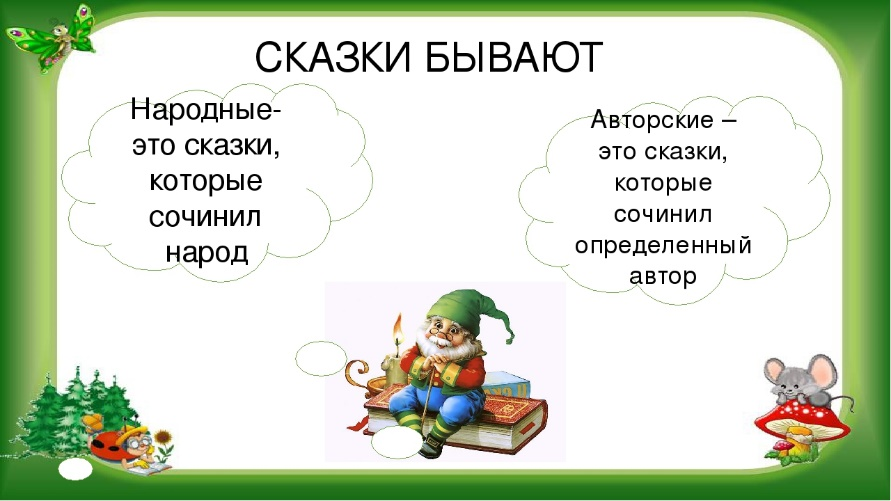 СКАЗКИ БЫВАЮТ
Народные-
это сказки,
которые
сочинил
народ
Авторские –
это сказки,
которые
сочинил
определенный
автор